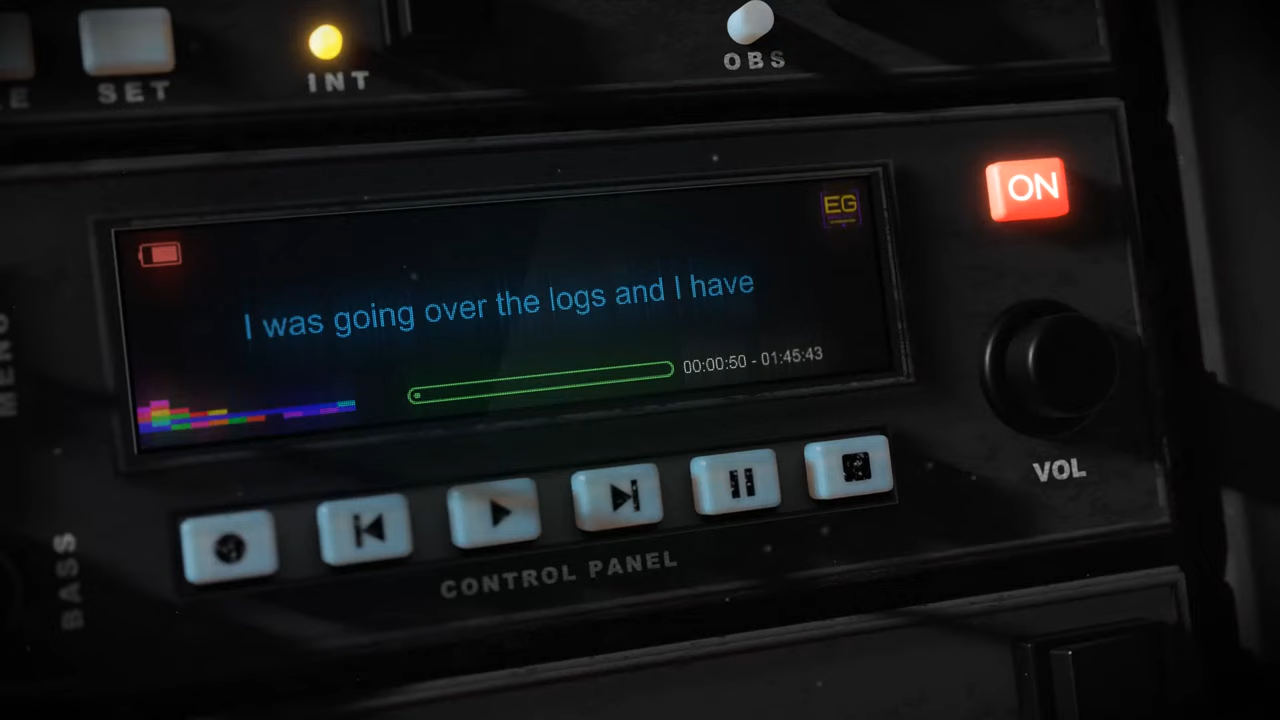 SET
INT
OBS
ON
EG
I was going over the logs and I have
00:00:50 - 01:45:43
MENU
VOL
CONTROL PANEL
BASS